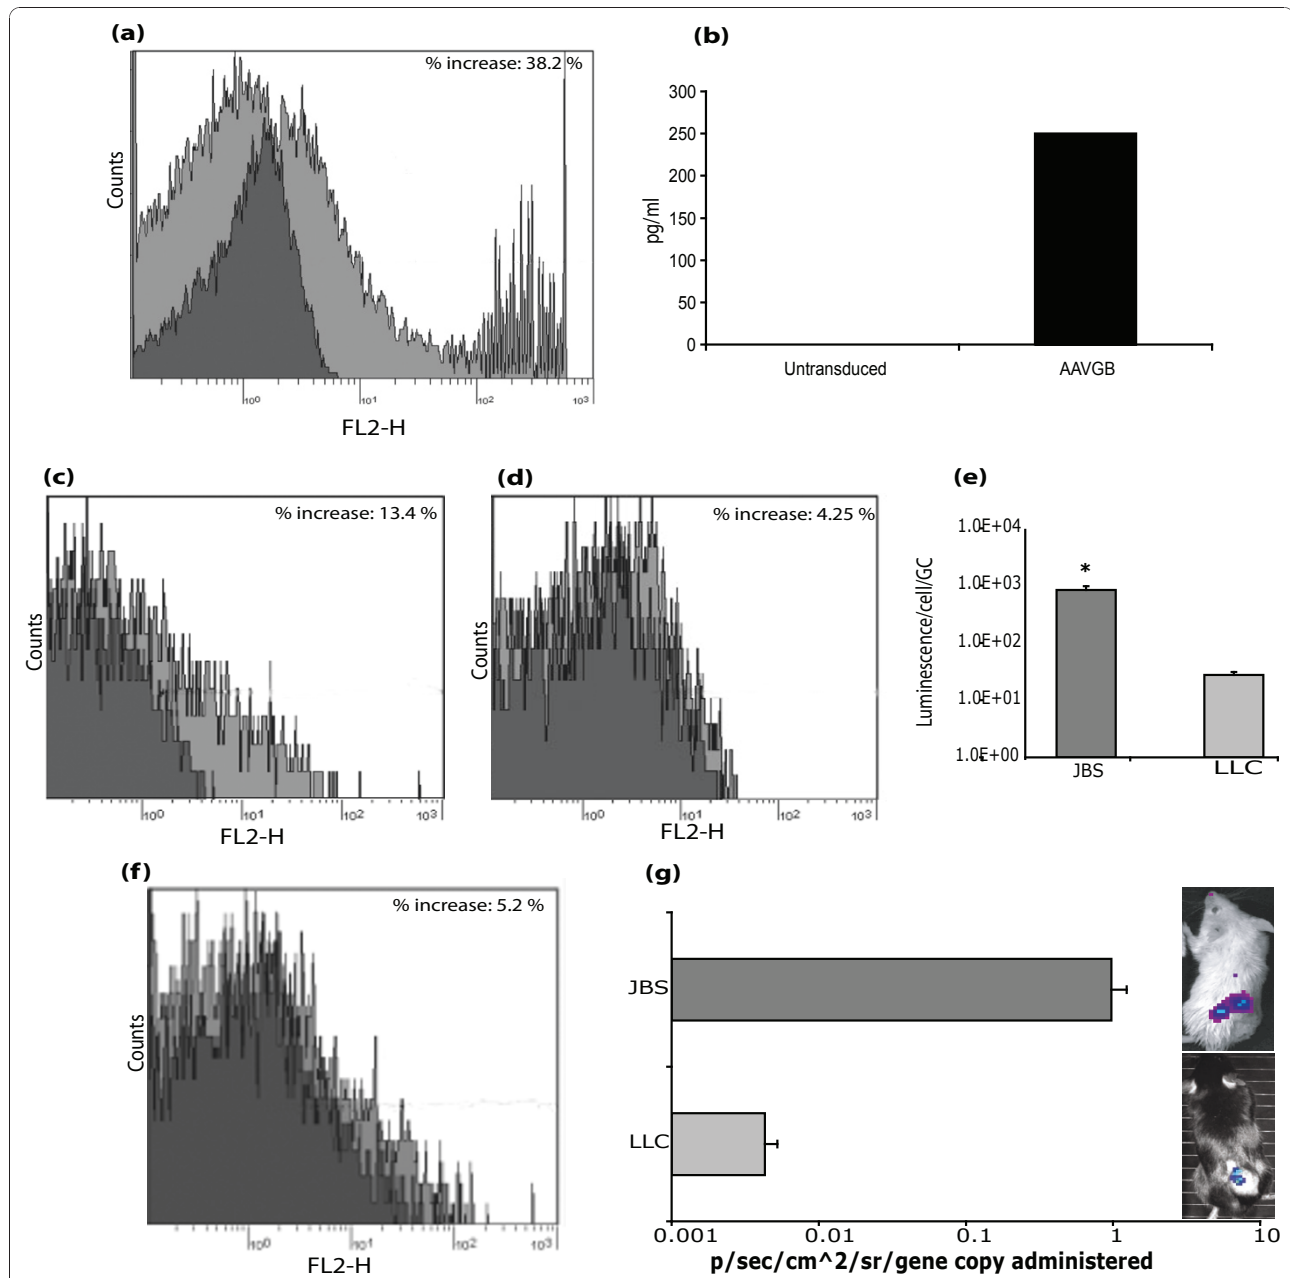 (a)
% increase: 38.2 %
Counts
10⁰ 10¹ 10² 10³
FL2-H
(b)
300
250
200
150
100
50
0
pg/ml
Untransduced AAVGB
(c)
% increase: 13.4 %
Counts
10⁰ 10¹ 10² 10³
FL2-H
(d)
% increase: 4.25 %
Counts
10⁰ 10¹ 10² 10³
FL2-H
(e)
1.0E+04
1.0E+03
1.0E+02
1.0E+01
1.0E+00
Luminescence/cell/GC
*
JBS LLC
(f)
% increase: 5.2 %
Counts
10⁰ 10¹ 10² 10³
FL2-H
(g)
JBS
LLC
0.001 0.01 0.1 1 10
p/sec/cm^2/sr/gene copy administered